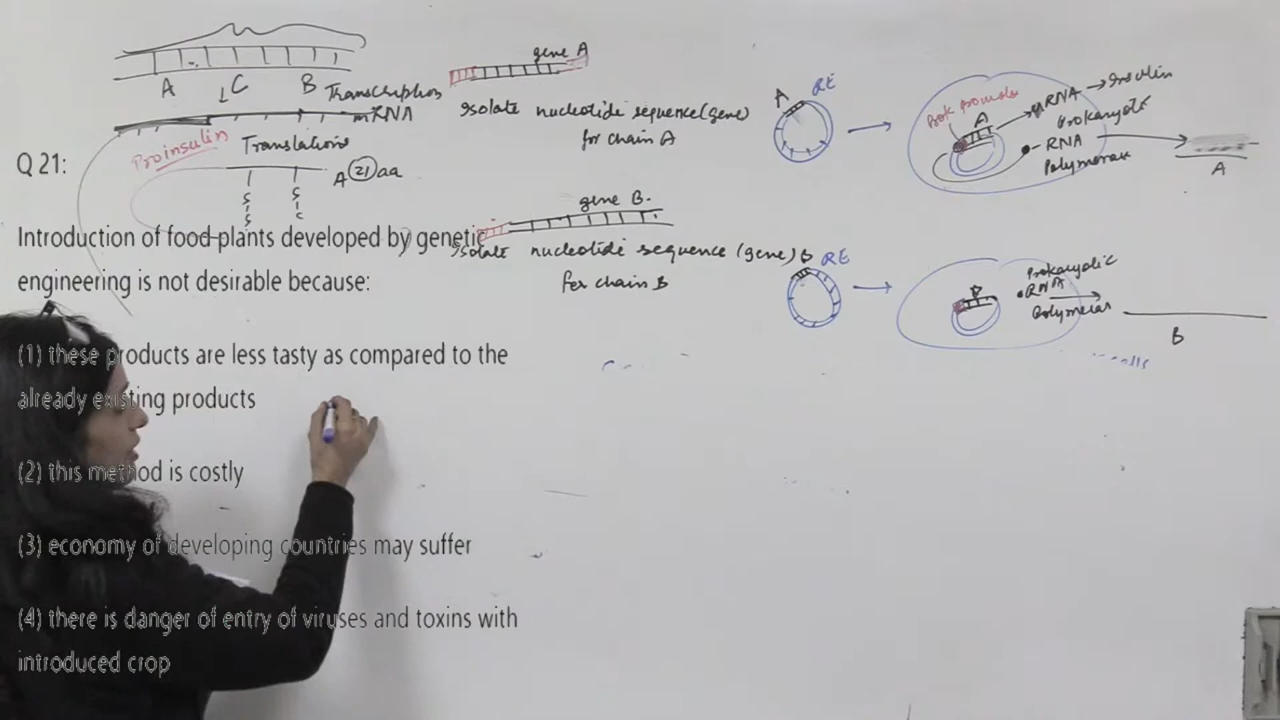 gene A
A C B Transcription
mRNA
Isolate nucleotide sequence (gene)
for chain A
A RE
A
mRNA → Insulin
Prokaryotic
RNA
Polymerase
A
Proinsulin
Translation
A 21 aa
S S
S C
Q 21:
gene B.
Introduction of food plants developed by genetic
engineering is not desirable because:
Isolate nucleotide sequence (gene)
for chain B
RE
Prokaryotic
RNA
B
(1) these products are less tasty as compared to the
already existing products
(2) this method is costly
(3) economy of developing countries may suffer
(4) there is danger of entry of viruses and toxins with
introduced crop